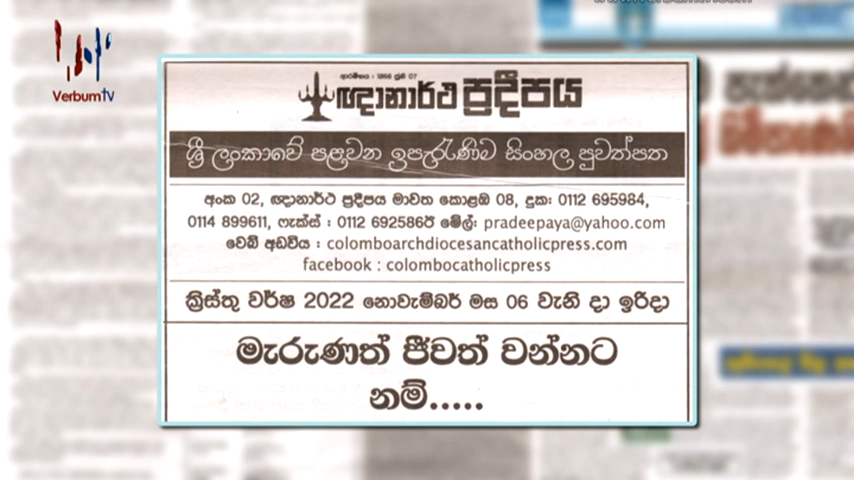 VerbumTV
ආරම්භය : 1866 ජූනි 07
ඥානාර්ථ ප්‍රදීපය
ශ්‍රී ලංකාවේ පළවන ඉපැරැණිම සිංහල පුවත්පත
අංක 02, ඥානාර්ථ ප්‍රදීපය මාවත කොළඹ 08, දුක: 0112 695984,
0114 899611, ෆැක්ස් : 0112 692586ඊ මේල්: pradeepaya@yahoo.com
වෙබ් අඩවිය : colomboarchdiocesancatholicpress.com
facebook : colombocatholicpress
ක්‍රිස්තු වර්ෂ 2022 නොවැම්බර් මස 06 වැනි දා ඉරිදා
මැරුණත් ජීවත් වන්නට
නම්.....